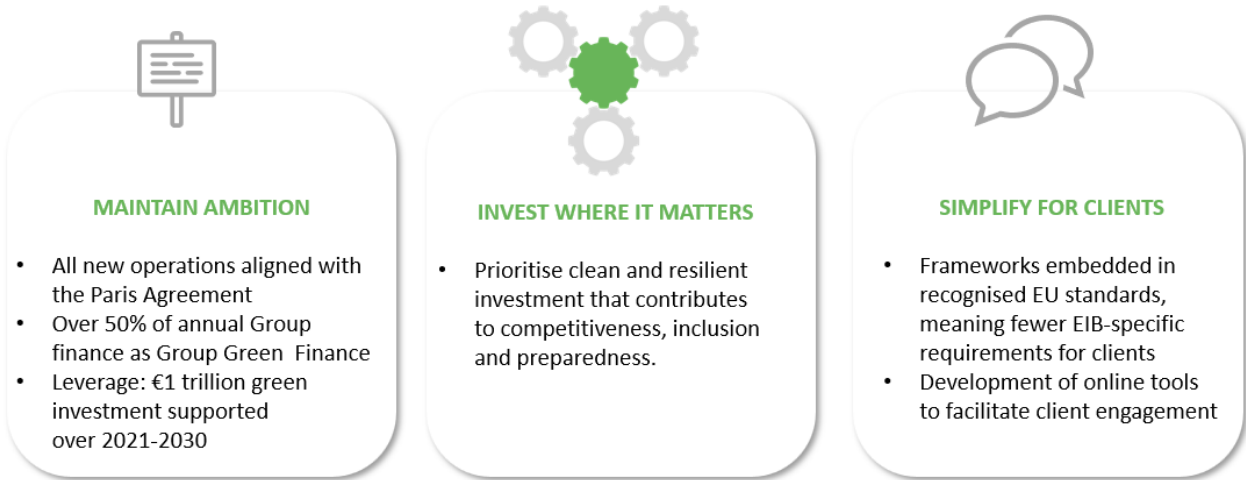 MAINTAIN AMBITION
• All new operations aligned with
the Paris Agreement
• Over 50% of annual Group
finance as Group Green  Finance
• Leverage: €1 trillion green
investment supported
over 2021-2030
INVEST WHERE IT MATTERS
• Prioritise clean and resilient
investment that contributes
to competitiveness, inclusion
and preparedness.
SIMPLIFY FOR CLIENTS
• Frameworks embedded in
recognised EU standards,
meaning fewer EIB-specific
requirements for clients
• Development of online tools
to facilitate client engagement